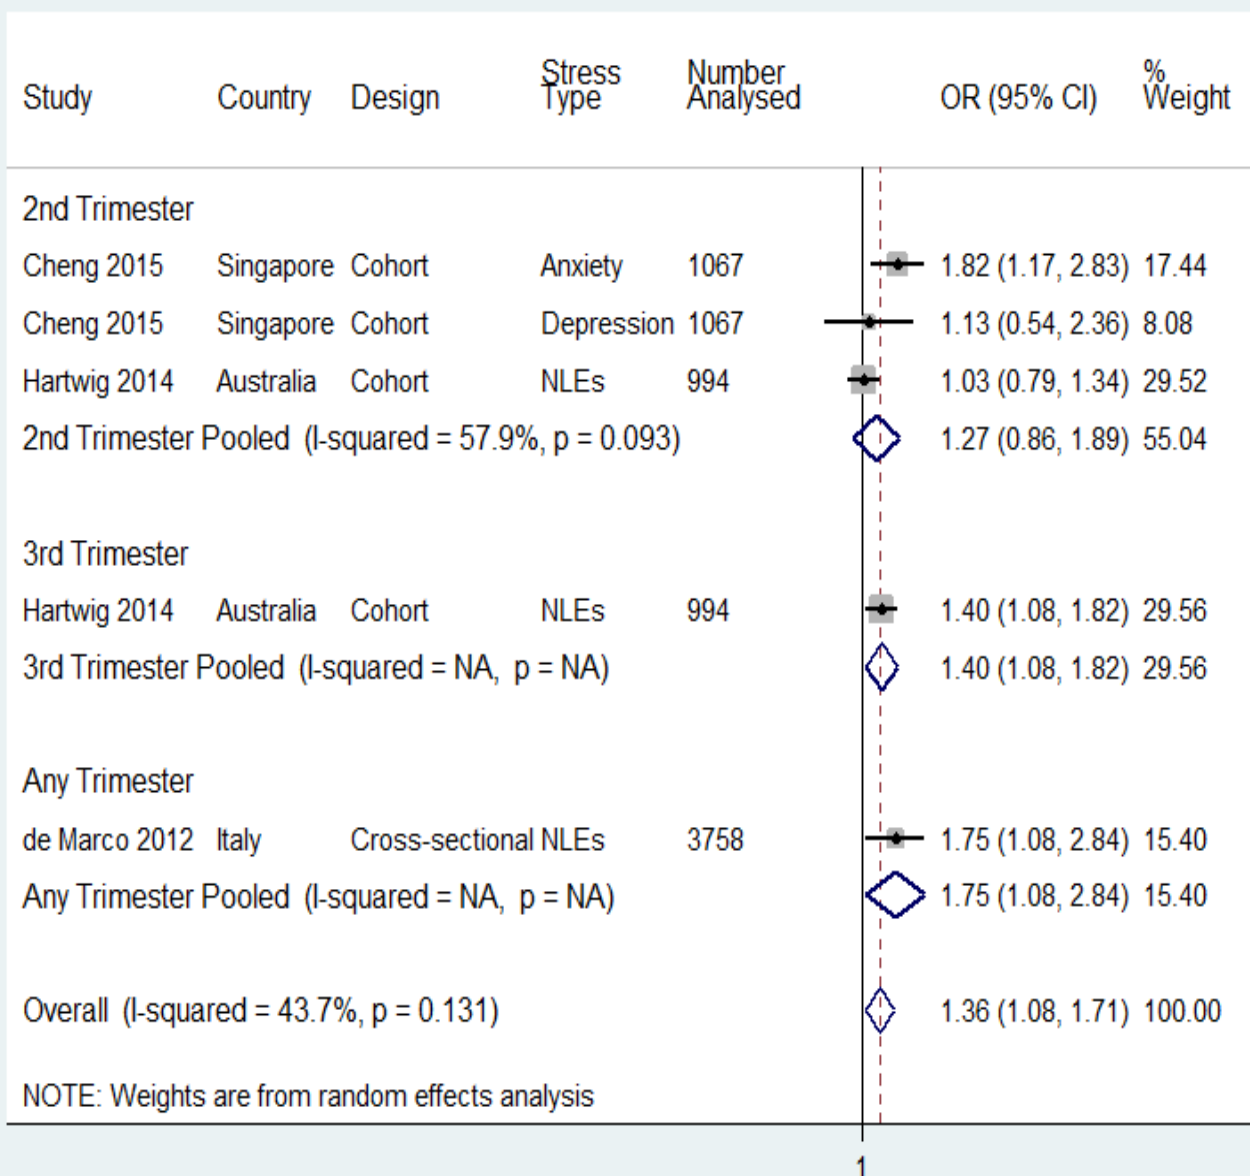 Study Country Design Stress Type Number Analysed OR (95% CI) % Weight
2nd Trimester
Cheng 2015 Singapore Cohort Anxiety 1067 1.82 (1.17, 2.83) 17.44
Cheng 2015 Singapore Cohort Depression 1067 1.13 (0.54, 2.36) 8.08
Hartwig 2014 Australia Cohort NLEs 994 1.03 (0.79, 1.34) 29.52
2nd Trimester Pooled (I-squared = 57.9%, p = 0.093) 1.27 (0.86, 1.89) 55.04
3rd Trimester
Hartwig 2014 Australia Cohort NLEs 994 1.40 (1.08, 1.82) 29.56
3rd Trimester Pooled (I-squared = NA, p = NA) 1.40 (1.08, 1.82) 29.56
Any Trimester
de Marco 2012 Italy Cross-sectional NLEs 3758 1.75 (1.08, 2.84) 15.40
Any Trimester Pooled (I-squared = NA, p = NA) 1.75 (1.08, 2.84) 15.40
Overall (I-squared = 43.7%, p = 0.131) 1.36 (1.08, 1.71) 100.00
NOTE: Weights are from random effects analysis
1